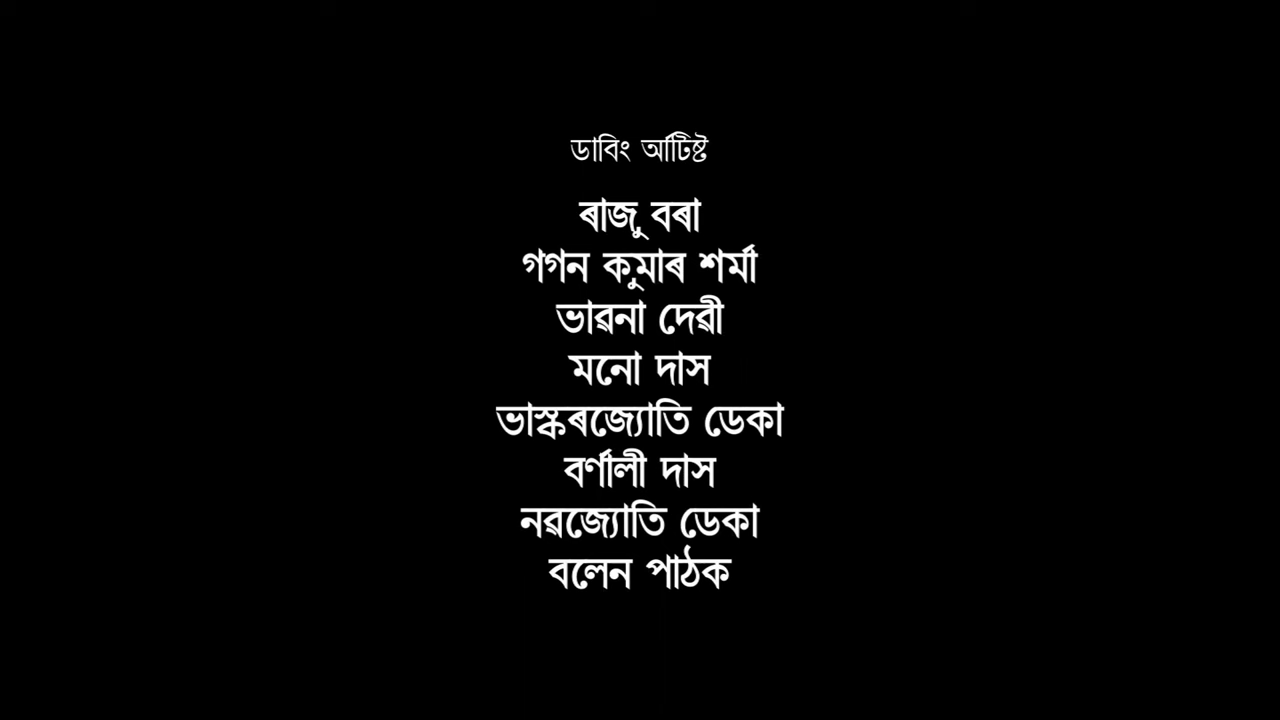 ডাবিং আৰ্টিষ্ট
ৰাজু বৰা
গগন কুমাৰ শৰ্মা
ভাৱনা দেৱী
মনো দাস
ভাস্কৰজ্যোতি ডেকা
বৰ্ণালী দাস
নৱজ্যোতি ডেকা
বলেন পাঠক